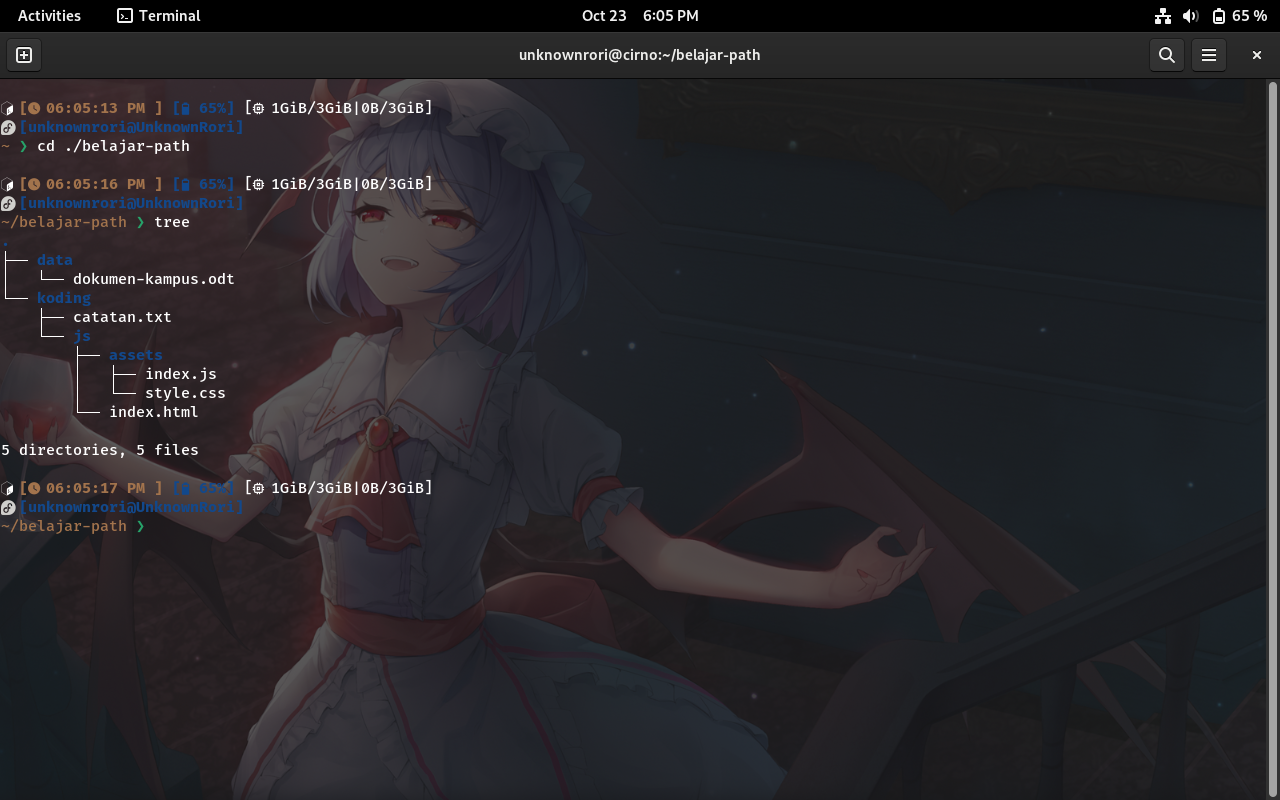 Activities Terminal Oct 23 6:05 PM 65 %
unknownrori@cirno:~/belajar-path
[ 06:05:13 PM ] [ 65%] [ 1GiB/3GiB|0B/3GiB]
[unknownrori@UnknownRori]
~ ❯ cd ./belajar-path
[ 06:05:16 PM ] [ 65%] [ 1GiB/3GiB|0B/3GiB]
[unknownrori@UnknownRori]
~/belajar-path ❯ tree
.
├── data
│   └── dokumen-kampus.odt
└── koding
    ├── catatan.txt
    └── js
        ├── assets
        │   ├── index.js
        │   └── style.css
        └── index.html
5 directories, 5 files
[ 06:05:17 PM ] [ 65%] [ 1GiB/3GiB|0B/3GiB]
[unknownrori@UnknownRori]
~/belajar-path ❯